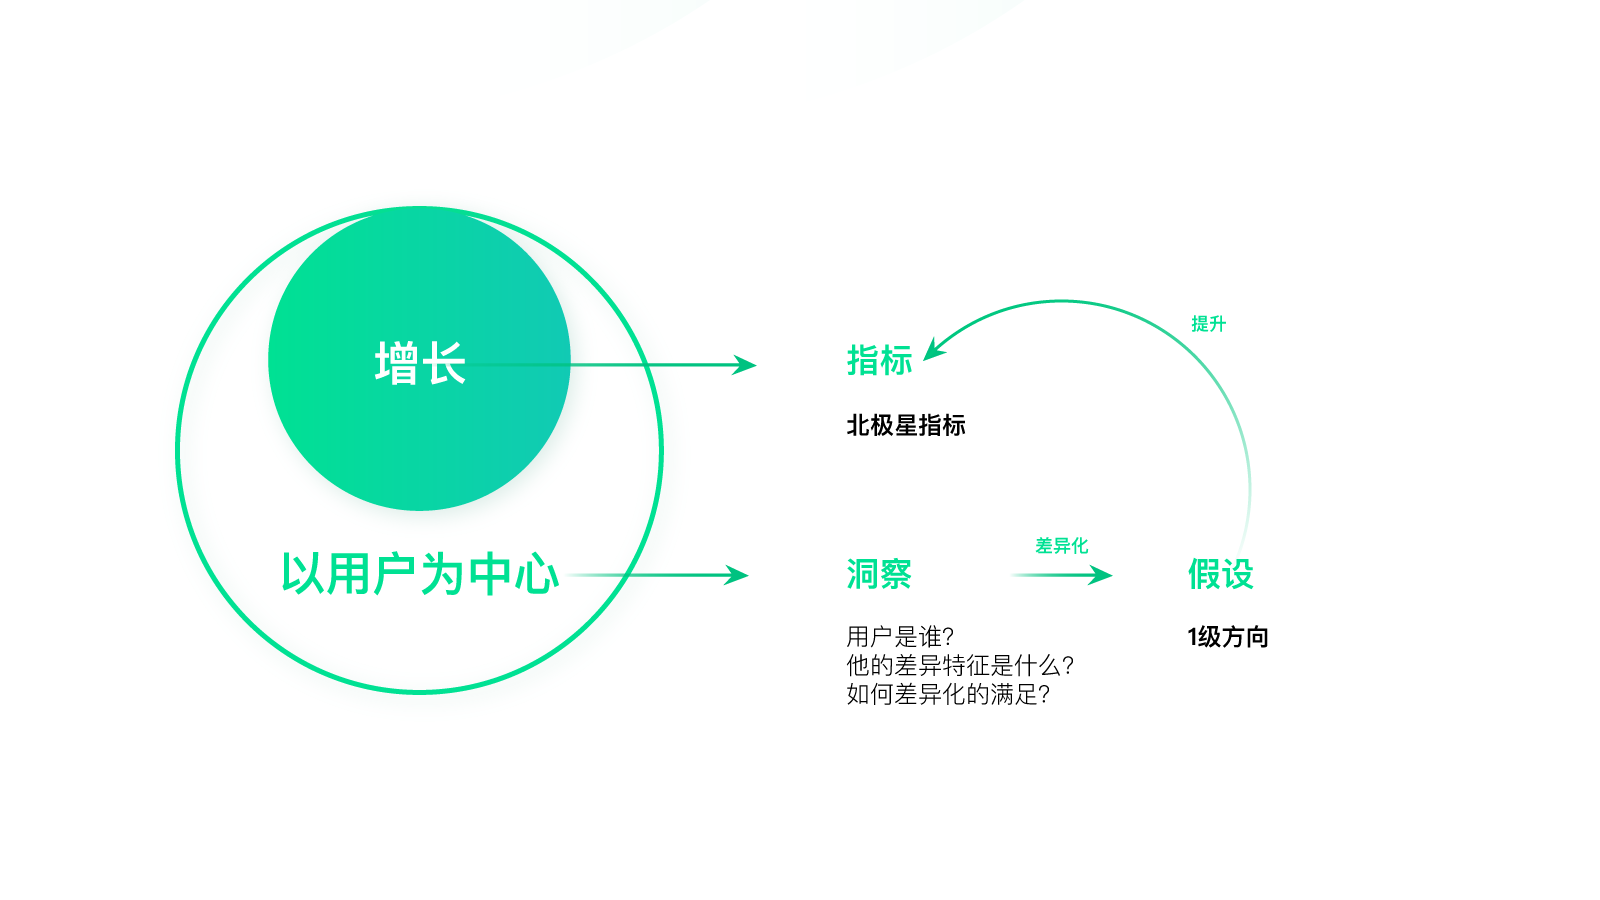 增长
以用户为中心
指标
北极星指标
提升
洞察
用户是谁?
他的差异特征是什么?
如何差异化的满足?
差异化
假设
1级方向